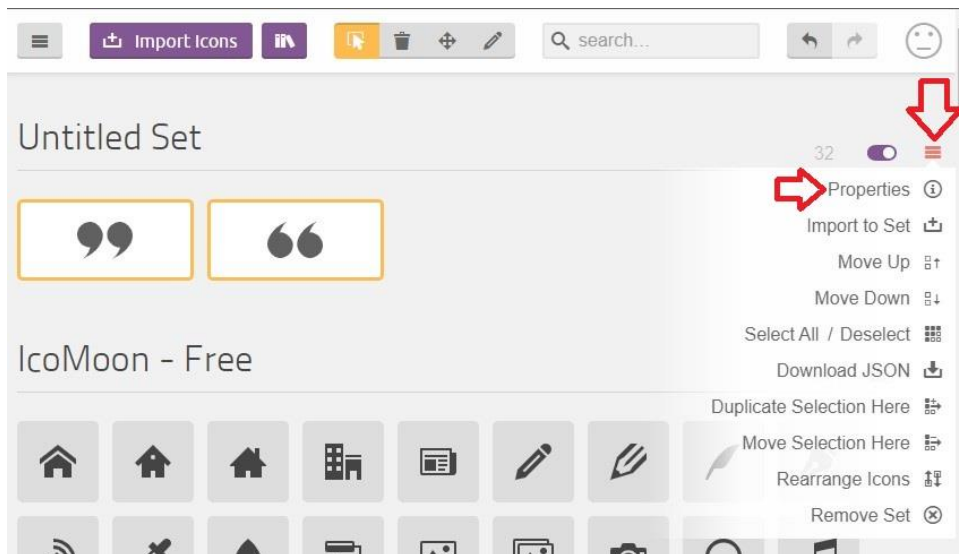 Import Icons
search...
Untitled Set
32
Properties
Import to Set
Move Up
Move Down
Select All / Deselect
IcoMoon - Free
Download JSON
Duplicate Selection Here
Move Selection Here
Rearrange Icons
Remove Set